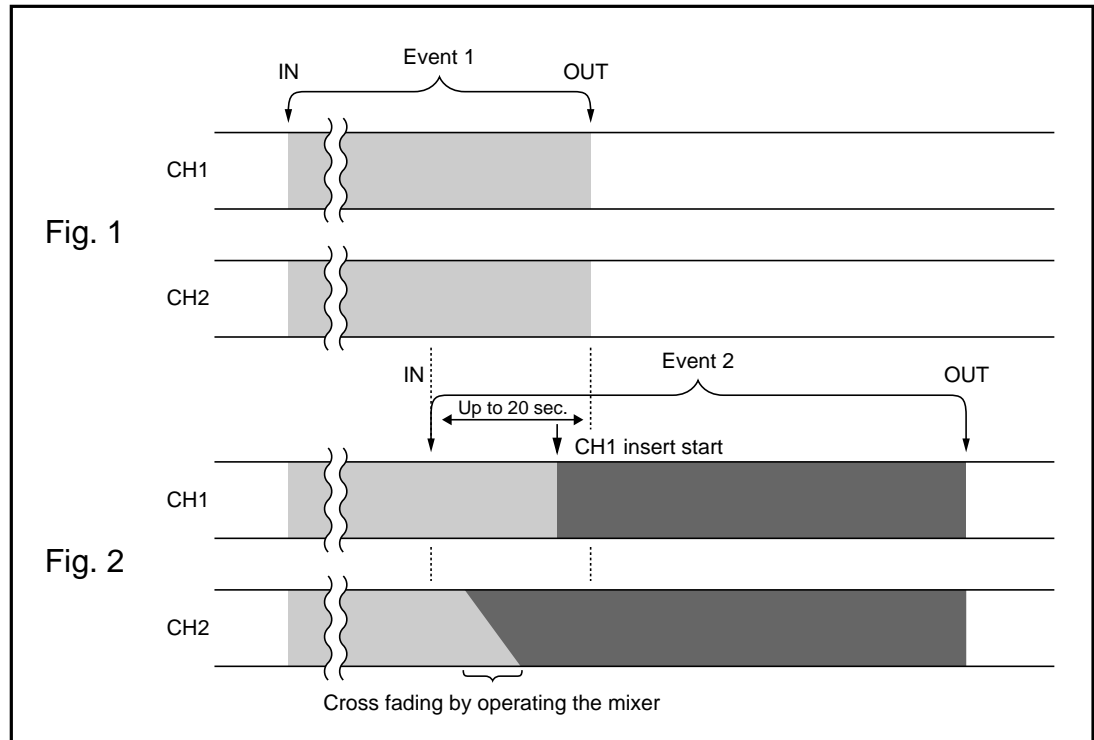 Event 1
IN
OUT
CH1
Fig. 1
CH2
Event 2
IN
OUT
Up to 20 sec.
CH1 insert start
CH1
Fig. 2
CH2
Cross fading by operating the mixer